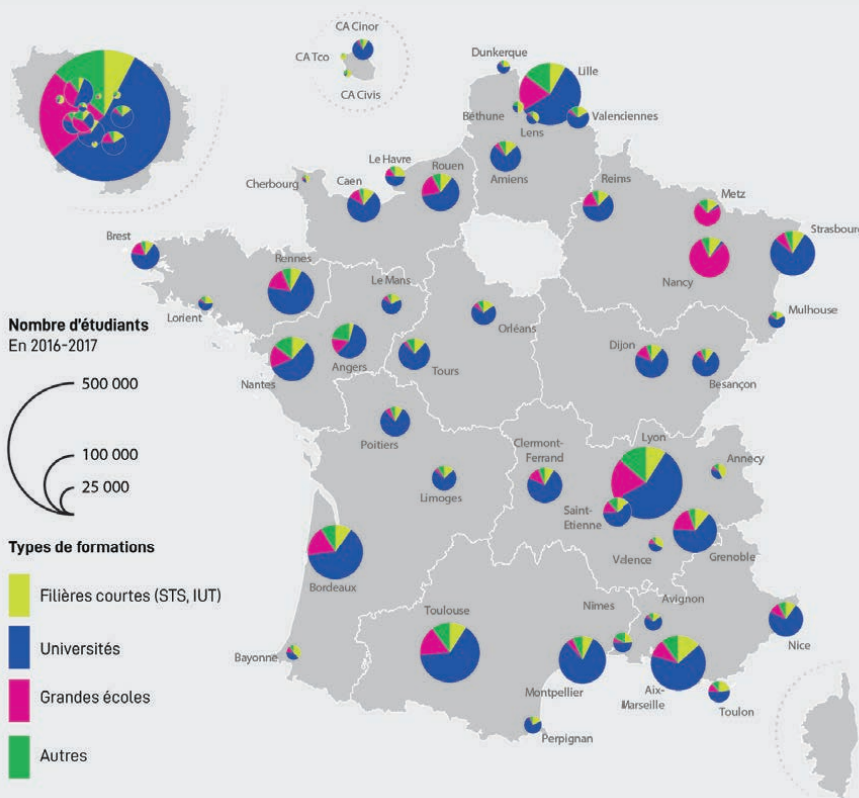 CA Cinor
CA Tco
CA Civis
Dunkerque
Lille
Béthune
Lens
Valenciennes
Amiens
Le Havre
Rouen
Cherbourg
Caen
Reims
Metz
Strasbourg
Nancy
Brest
Rennes
Le Mans
Lorient
Mulhouse
Orléans
Nombre d'étudiants
En 2016-2017
500 000
100 000
25 000
Nantes
Angers
Tours
Dijon
Besançon
Poitiers
Clermont-
Ferrand
Lyon
Annecy
Limoges
Saint-
Etienne
Valence
Grenoble
Types de formations
Filières courtes (STS, IUT)
Universités
Grandes écoles
Autres
Bordeaux
Toulouse
Nîmes
Avignon
Nice
Bayonne
Montpellier
Aix-
Marseille
Toulon
Perpignan